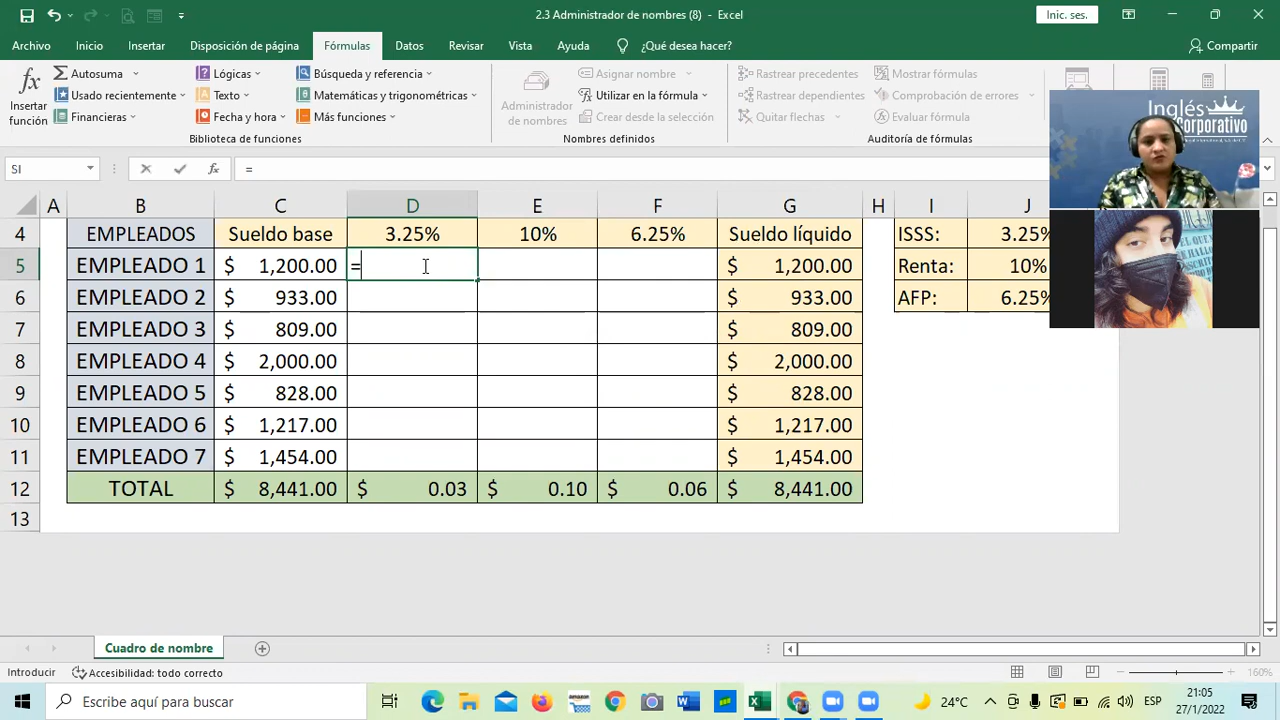 2.3 Administrador de nombres (8) - Excel
Inic. ses.
Archivo Inicio Insertar Disposición de página Fórmulas Datos Revisar Vista Ayuda ¿Qué desea hacer? Compartir
Insertar función
Autosuma
Usado recientemente
Financieras
Lógicas
Texto
Fecha y hora
Búsqueda y referencia
Matemáticas y trigonométricas
Más funciones
Biblioteca de funciones
Administrador de nombres
Asignar nombre
Utilizar en la fórmula
Crear desde la selección
Nombres definidos
Rastrear precedentes
Rastrear dependientes
Quitar flechas
Mostrar fórmulas
Comprobación de errores
Evaluar fórmula
Auditoría de fórmulas
Inglés
Corporativo
SI fx =
A B C D E F G H I J
4 EMPLEADOS Sueldo base 3.25% 10% 6.25% Sueldo líquido ISSS: 3.25%
5 EMPLEADO 1 $ 1,200.00 = $ 1,200.00 Renta: 10%
6 EMPLEADO 2 $ 933.00 $ 933.00 AFP: 6.25%
7 EMPLEADO 3 $ 809.00 $ 809.00
8 EMPLEADO 4 $ 2,000.00 $ 2,000.00
9 EMPLEADO 5 $ 828.00 $ 828.00
10 EMPLEADO 6 $ 1,217.00 $ 1,217.00
11 EMPLEADO 7 $ 1,454.00 $ 1,454.00
12 TOTAL $ 8,441.00 $ 0.03 $ 0.10 $ 0.06 $ 8,441.00
13
Cuadro de nombre
Introducir Accesibilidad: todo correcto 160%
Escribe aquí para buscar 24°C ESP 21:05
27/1/2022